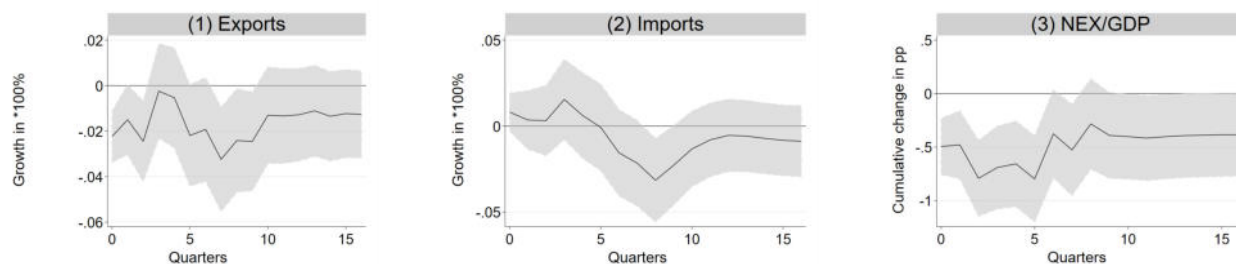 (1) Exports
Growth in *100%
.02
0
-.02
-.04
-.06
0 5 10 15
Quarters
(2) Imports
Growth in *100%
.05
0
-.05
0 5 10 15
Quarters
(3) NEX/GDP
Cumulative change in pp
.5
0
-.5
-1
0 5 10 15
Quarters